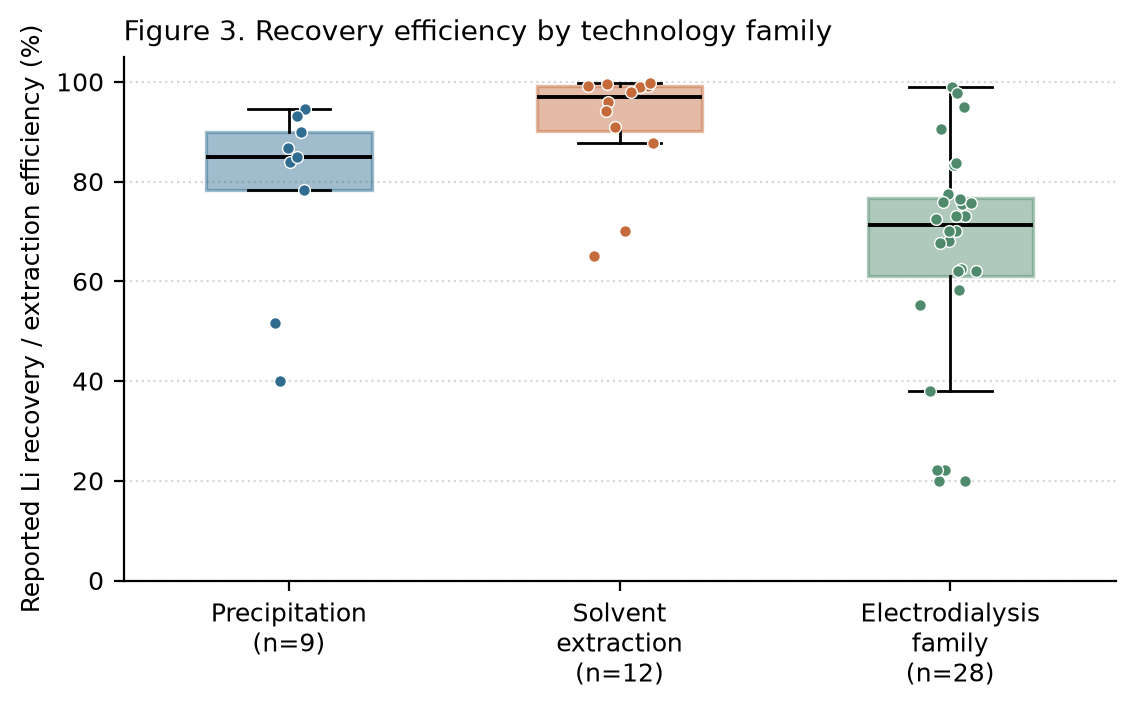 Figure 3. Recovery efficiency by technology family
Reported Li recovery / extraction efficiency (%)
100
80
60
40
20
0
Precipitation
(n=9)
Solvent
extraction
(n=12)
Electrodialysis
family
(n=28)